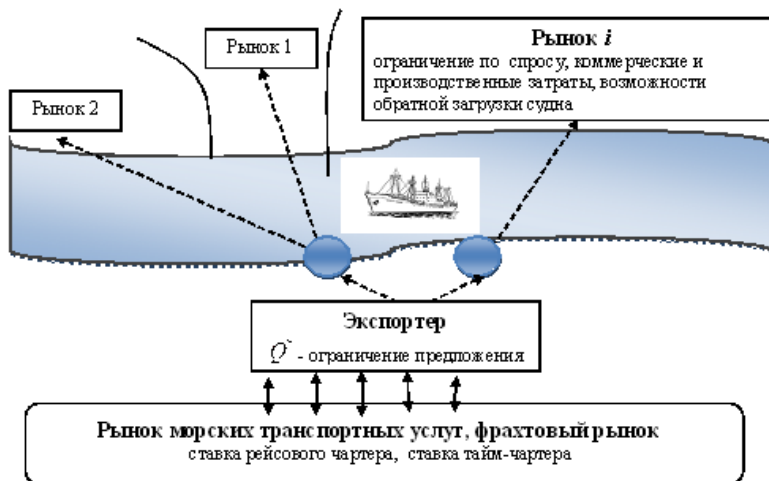 Рынок 1
Рынок i
ограничение по спросу, коммерческие и
производственные затраты, возможности
обратной загрузки судна
Рынок 2
Экспортер
Q* - ограничение предложения
Рынок морских транспортных услуг, фрахтовый рынок
ставка рейсового чартера, ставка тайм-чартера